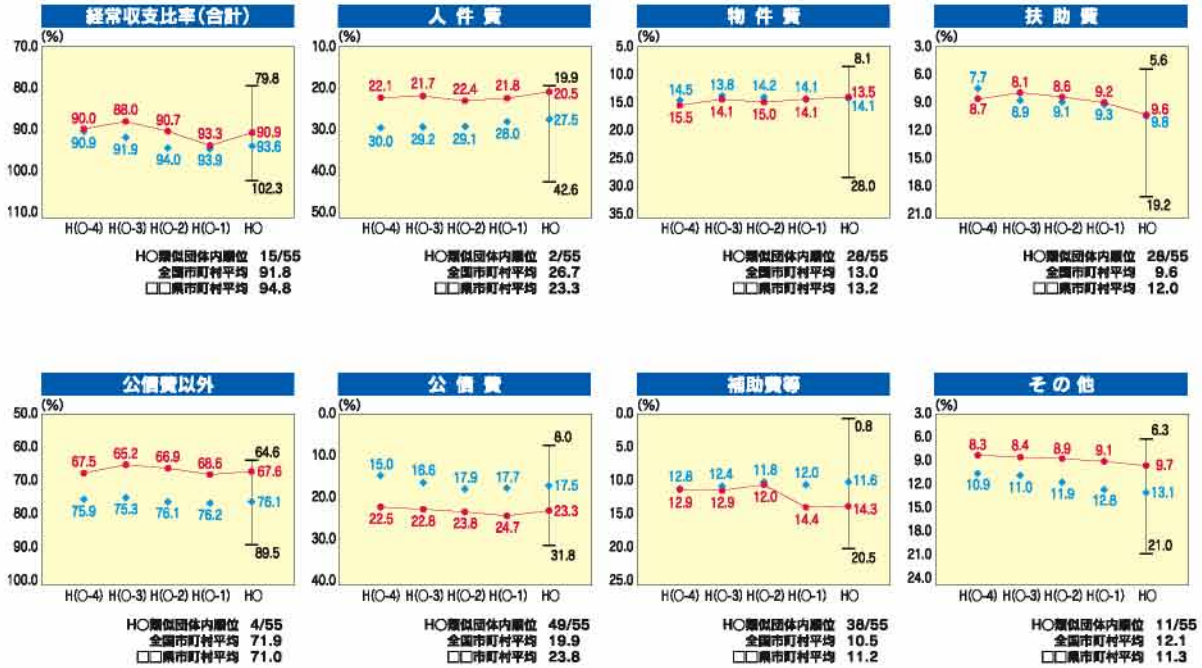 経常収支比率(合計)
(%)
70.0
80.0
90.0
100.0
110.0
90.0 88.0 90.7 93.3 90.9
90.9 91.9 94.0 93.9 93.6
79.8
102.3
H(○-4) H(○-3) H(○-2) H(○-1) H○
H○類似団体内順位 15/55
全国市町村平均 91.8
□□県市町村平均 94.8
人件費
(%)
10.0
20.0
30.0
40.0
50.0
22.1 21.7 22.4 21.8 20.5
30.0 29.2 29.1 28.0 27.5
19.9
42.6
H(○-4) H(○-3) H(○-2) H(○-1) H○
H○類似団体内順位 2/55
全国市町村平均 26.7
□□県市町村平均 23.3
物件費
(%)
5.0
10.0
15.0
20.0
25.0
30.0
35.0
14.5 13.8 14.2 14.1 14.1
15.5 14.1 15.0 14.1 13.5
8.1
28.0
H(○-4) H(○-3) H(○-2) H(○-1) H○
H○類似団体内順位 28/55
全国市町村平均 13.0
□□県市町村平均 13.2
扶助費
(%)
3.0
6.0
9.0
12.0
15.0
18.0
21.0
7.7 8.9 9.1 9.3 9.8
8.7 8.1 8.6 9.2 9.6
5.6
19.2
H(○-4) H(○-3) H(○-2) H(○-1) H○
H○類似団体内順位 28/55
全国市町村平均 9.6
□□県市町村平均 12.0
公債費以外
(%)
50.0
60.0
70.0
80.0
90.0
100.0
67.5 65.2 66.9 68.6 67.6
75.9 75.3 76.1 76.2 76.1
64.6
89.5
H(○-4) H(○-3) H(○-2) H(○-1) H○
H○類似団体内順位 4/55
全国市町村平均 71.9
□□県市町村平均 71.0
公債費
(%)
0.0
10.0
20.0
30.0
40.0
15.0 16.6 17.9 17.7 17.5
22.5 22.8 23.8 24.7 23.3
8.0
31.8
H(○-4) H(○-3) H(○-2) H(○-1) H○
H○類似団体内順位 49/55
全国市町村平均 19.9
□□県市町村平均 23.8
補助費等
(%)
0.0
5.0
10.0
15.0
20.0
25.0
12.8 12.4 11.8 12.0 11.6
12.9 12.9 12.0 14.4 14.3
0.8
20.5
H(○-4) H(○-3) H(○-2) H(○-1) H○
H○類似団体内順位 38/55
全国市町村平均 10.5
□□県市町村平均 11.2
その他
(%)
3.0
6.0
9.0
12.0
15.0
18.0
21.0
24.0
8.3 8.4 8.9 9.1 9.7
10.9 11.0 11.9 12.8 13.1
6.3
21.0
H(○-4) H(○-3) H(○-2) H(○-1) H○
H○類似団体内順位 11/55
全国市町村平均 12.1
□□県市町村平均 11.3